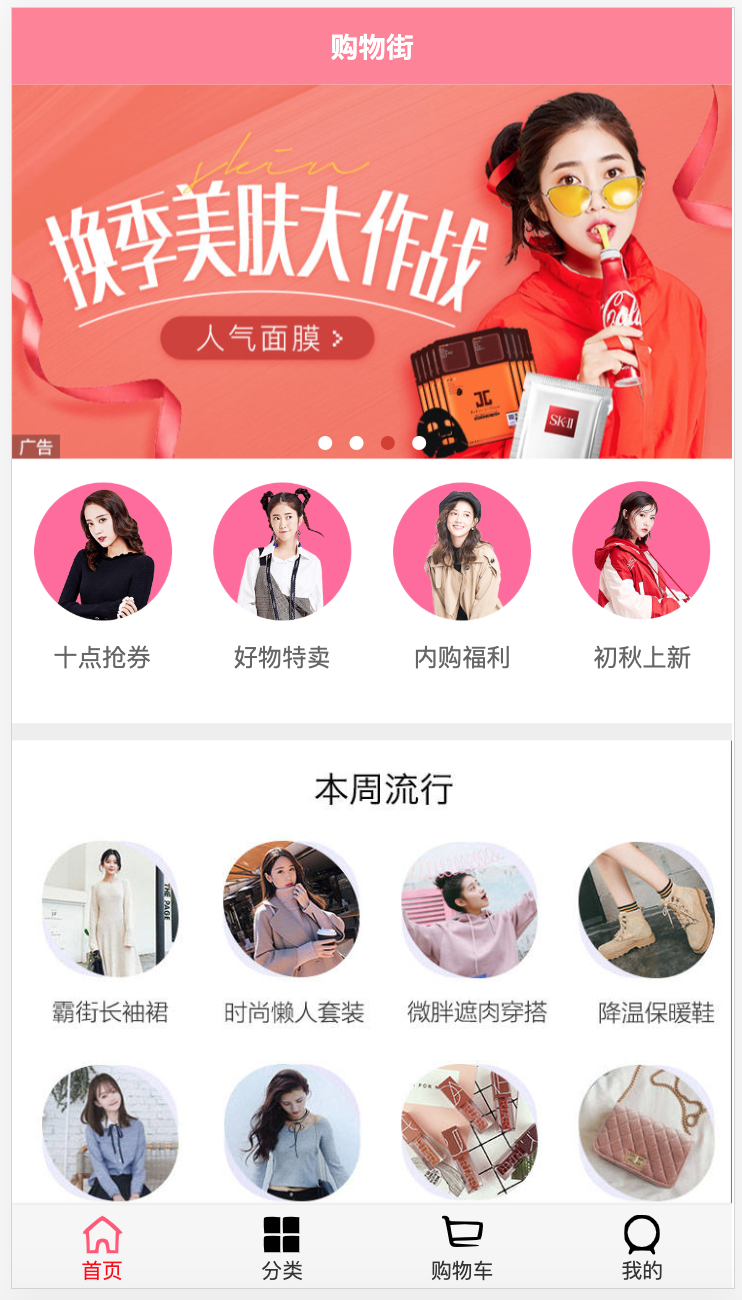 购物街
skin
换季美肤大作战
人气面膜 >
Coca
SK-II
广告
十点抢券
好物特卖
内购福利
初秋上新
本周流行
霸街长袖裙
时尚懒人套装
微胖遮肉穿搭
降温保暖鞋
首页
分类
购物车
我的